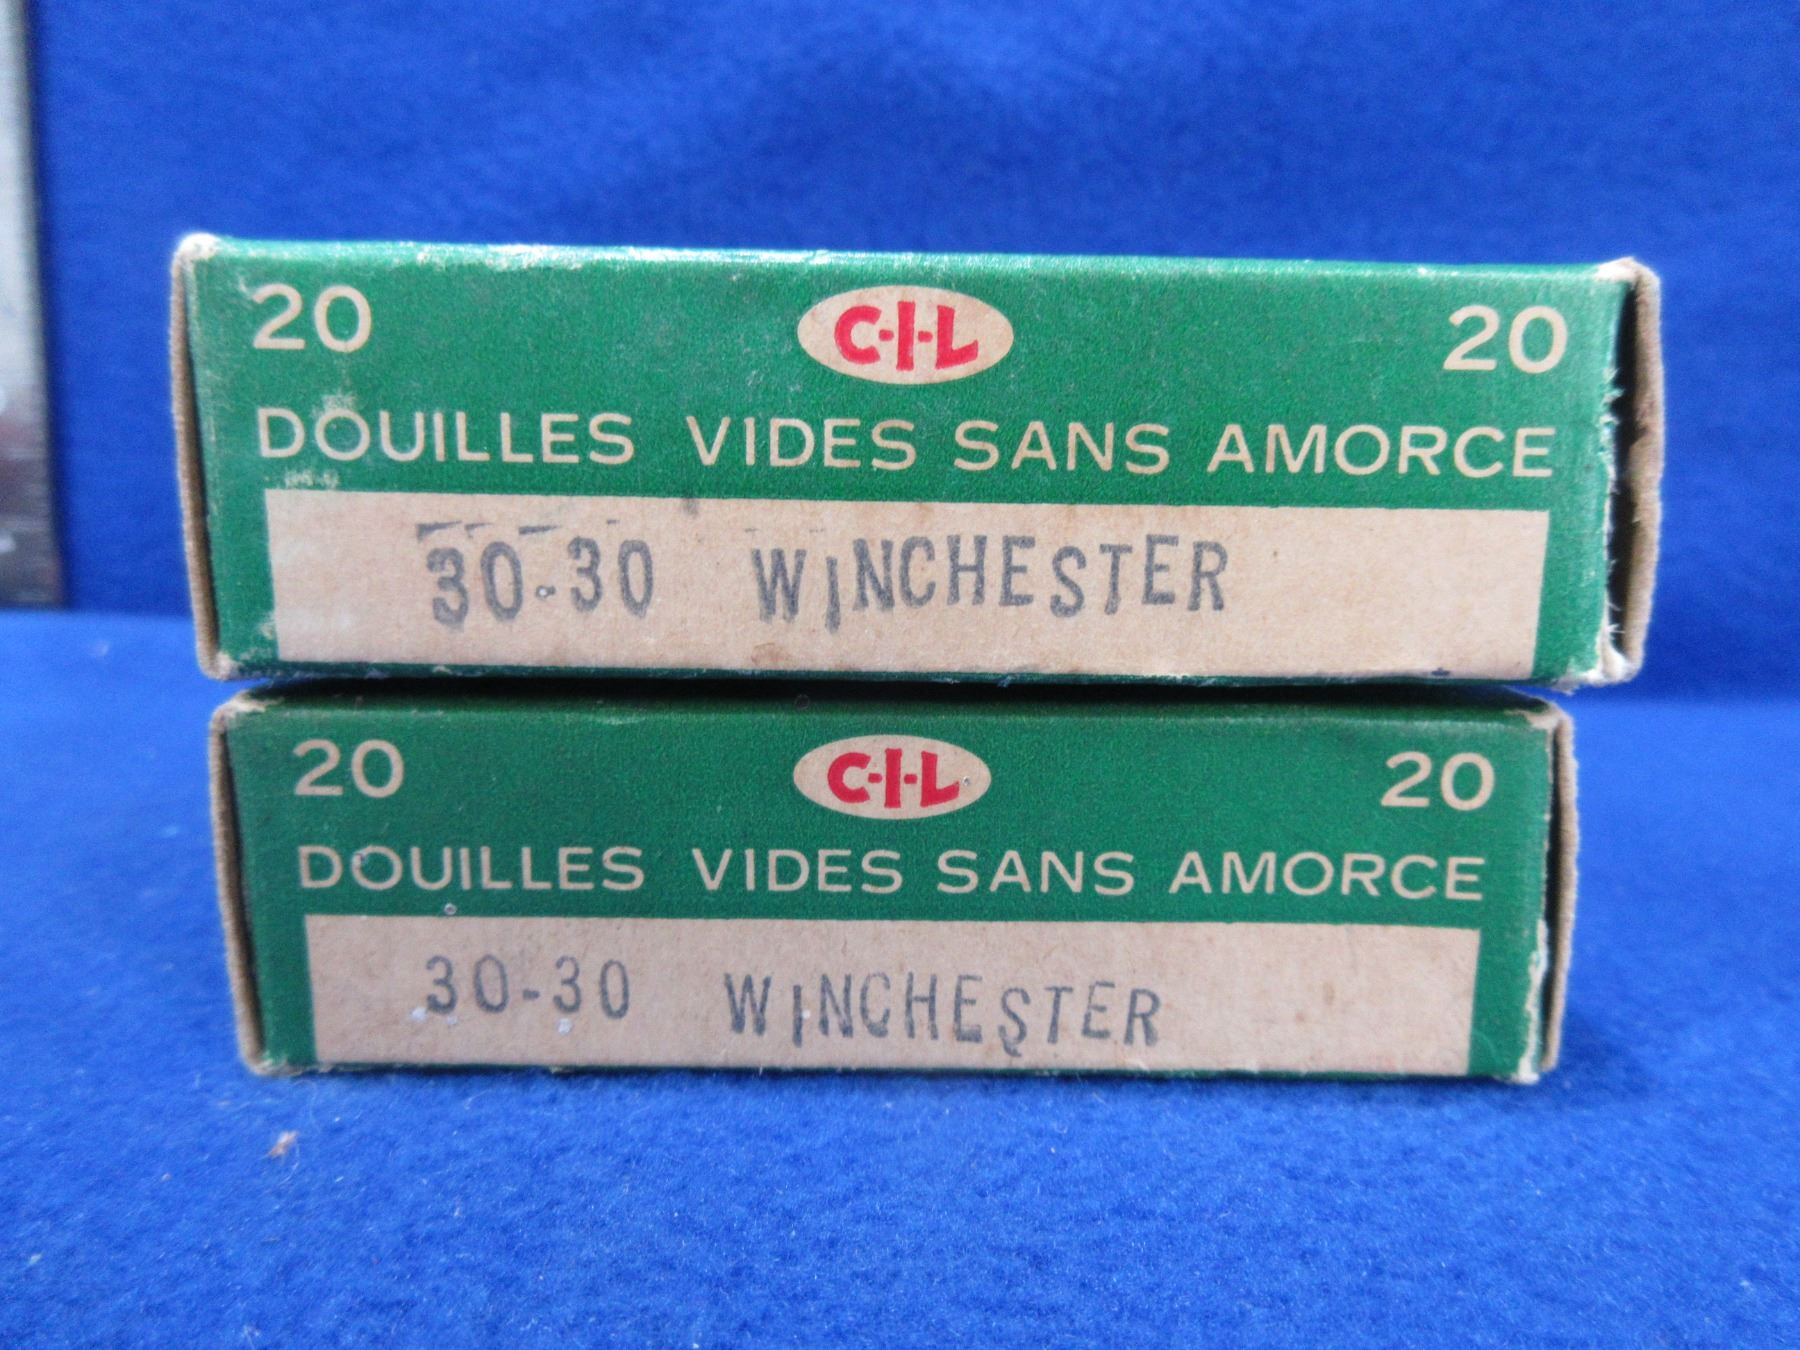 20 C-I-L 20
DOUILLES VIDES SANS AMORCE
30-30 WINCHESTER
20 C-I-L 20
DOUILLES VIDES SANS AMORCE
30-30 WINCHESTER